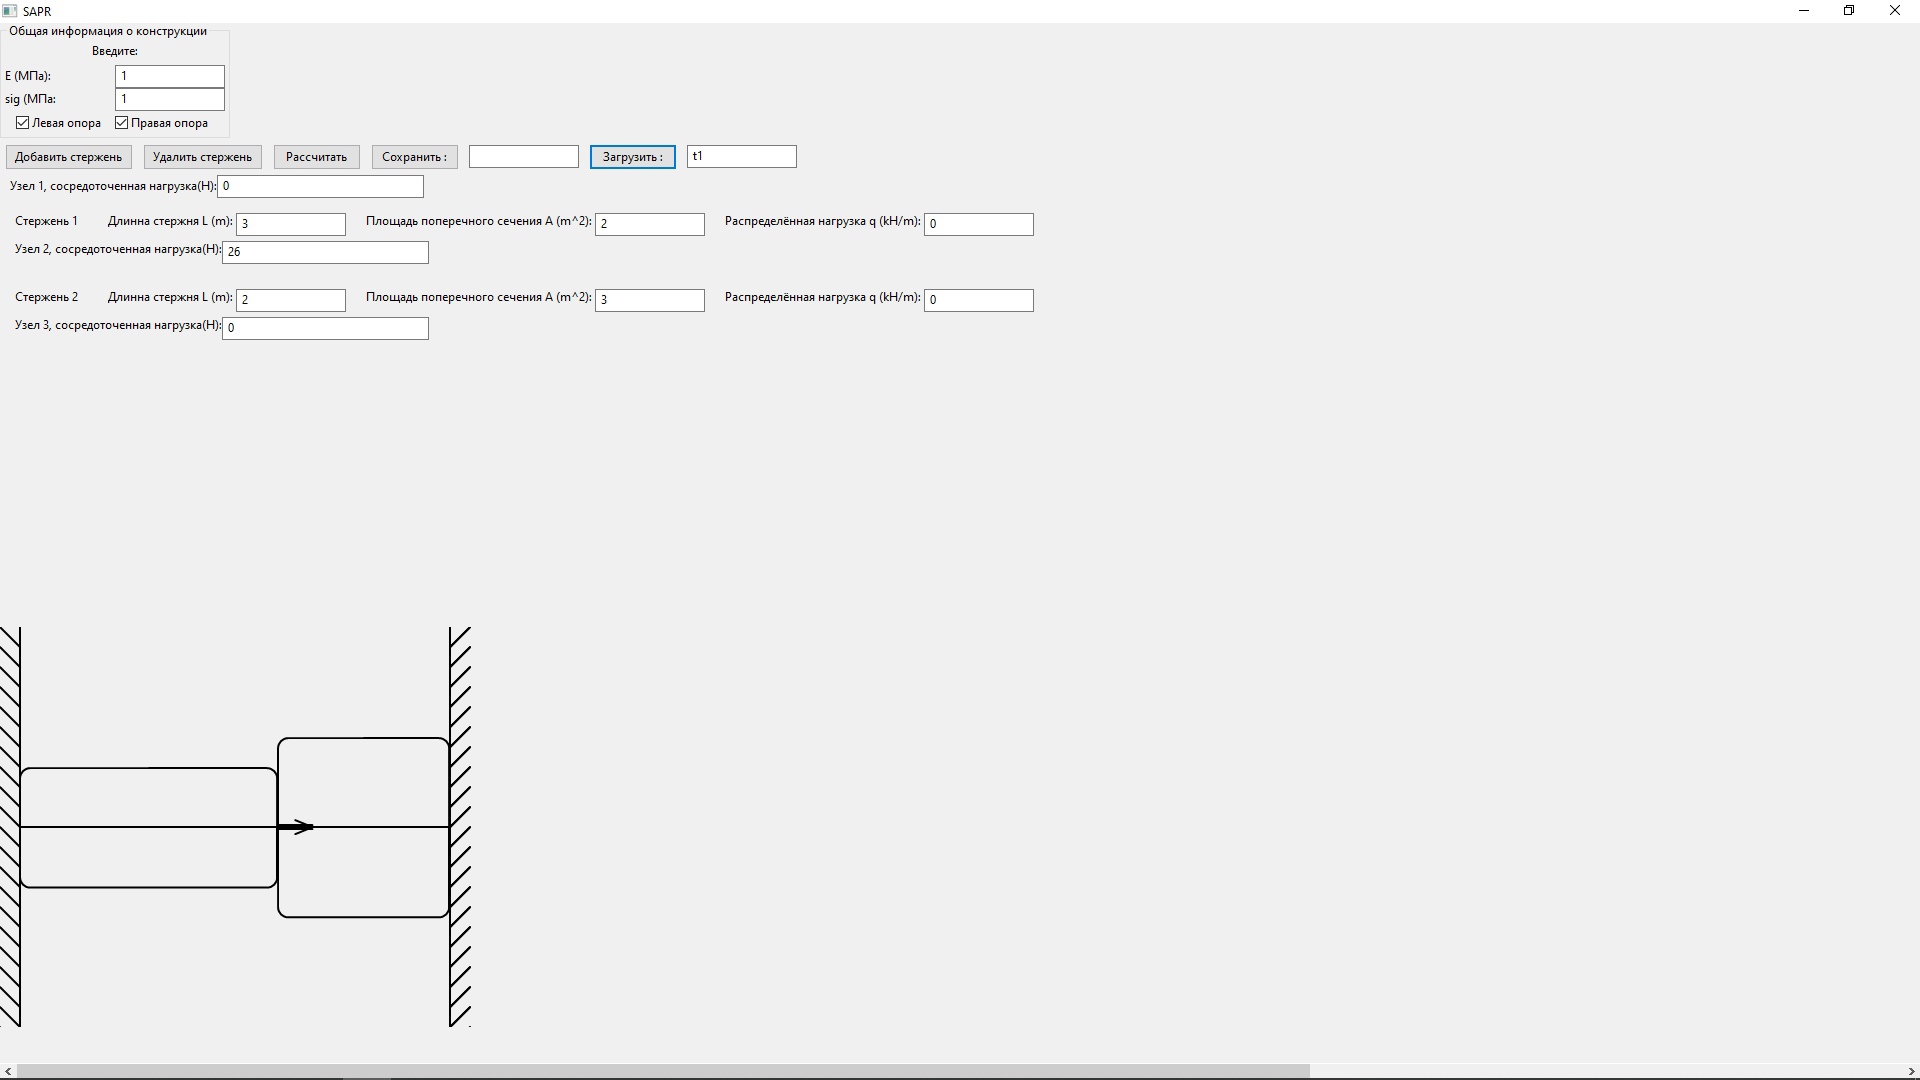 SAPR
Общая информация о конструкции
Введите:
E (МПа): 1
sig (МПа: 1
Левая опора Правая опора
Добавить стержень Удалить стержень Рассчитать Сохранить : Загрузить : t1
Узел 1, сосредоточенная нагрузка(Н): 0
Стержень 1 Длинна стержня L (m): 3 Площадь поперечного сечения A (m^2): 2 Распределённая нагрузка q (kH/m): 0
Узел 2, сосредоточенная нагрузка(Н): 26
Стержень 2 Длинна стержня L (m): 2 Площадь поперечного сечения A (m^2): 3 Распределённая нагрузка q (kH/m): 0
Узел 3, сосредоточенная нагрузка(Н): 0